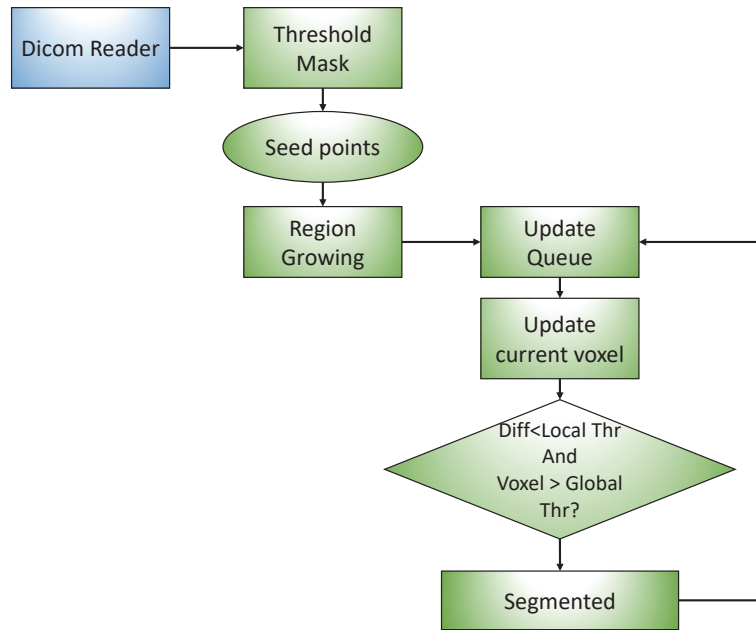 Dicom Reader
Threshold
Mask
Seed points
Region
Growing
Update
Queue
Update
current voxel
Diff<Local Thr
And
Voxel > Global
Thr?
Segmented